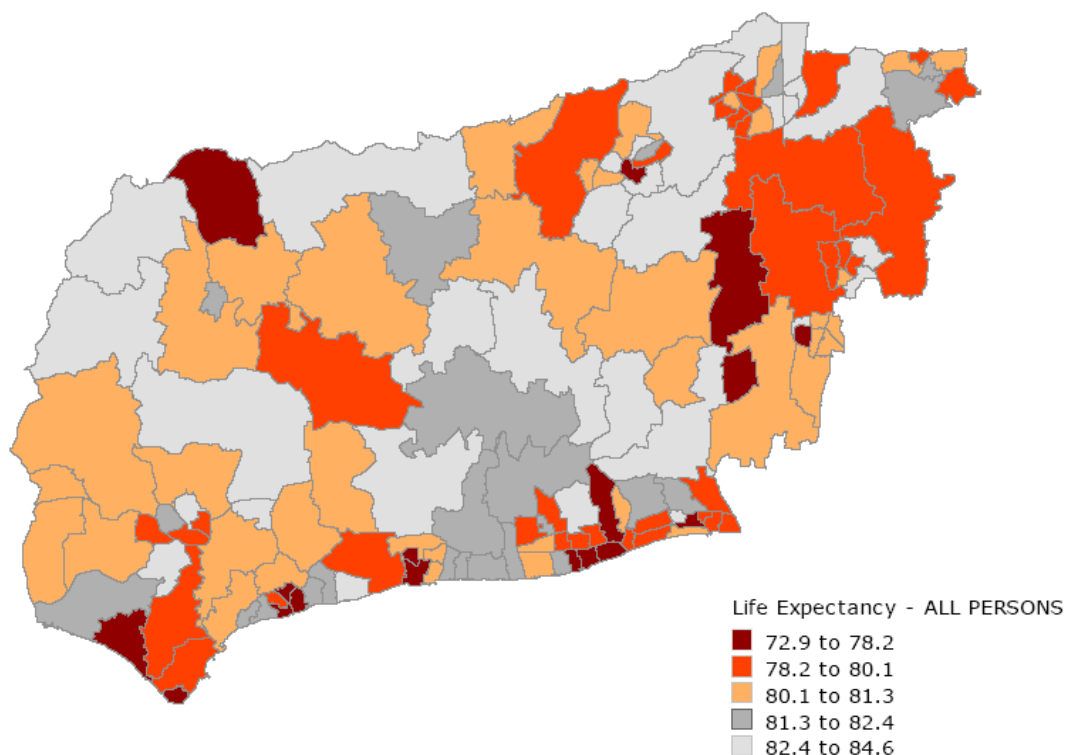 Life Expectancy - ALL PERSONS
72.9 to 78.2
78.2 to 80.1
80.1 to 81.3
81.3 to 82.4
82.4 to 84.6